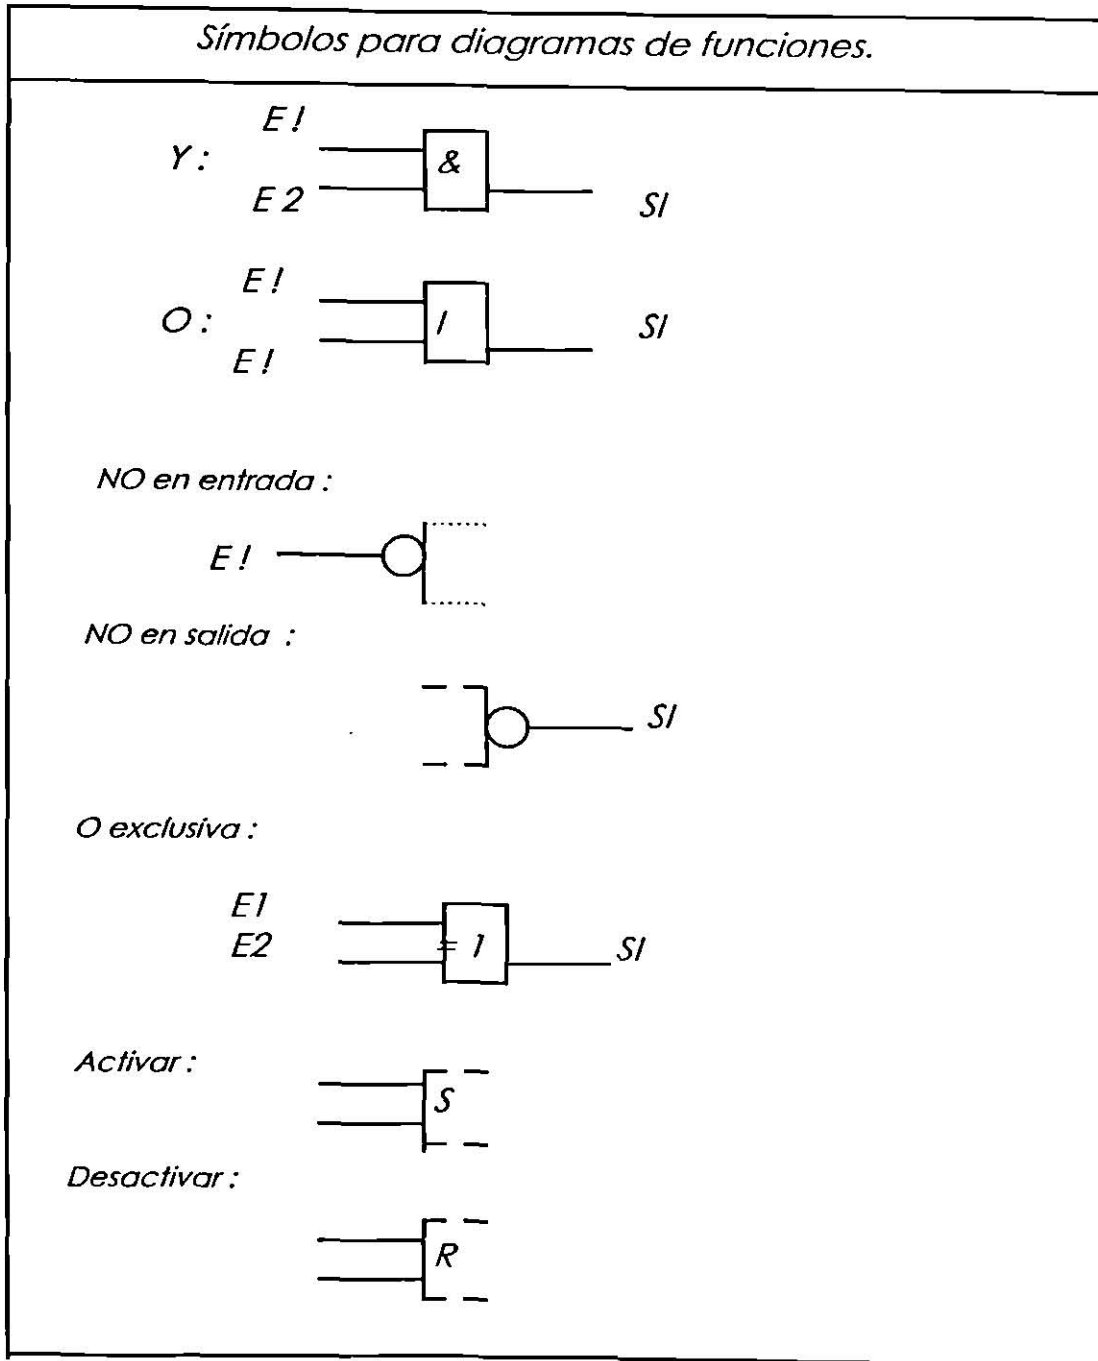 Símbolos para diagramas de funciones.
E !
Y :
&
E 2
SI
E !
O :
I
SI
E !
NO en entrada :
E !
NO en salida :
SI
O exclusiva :
E1
E2
= 1
SI
Activar :
S
Desactivar :
R